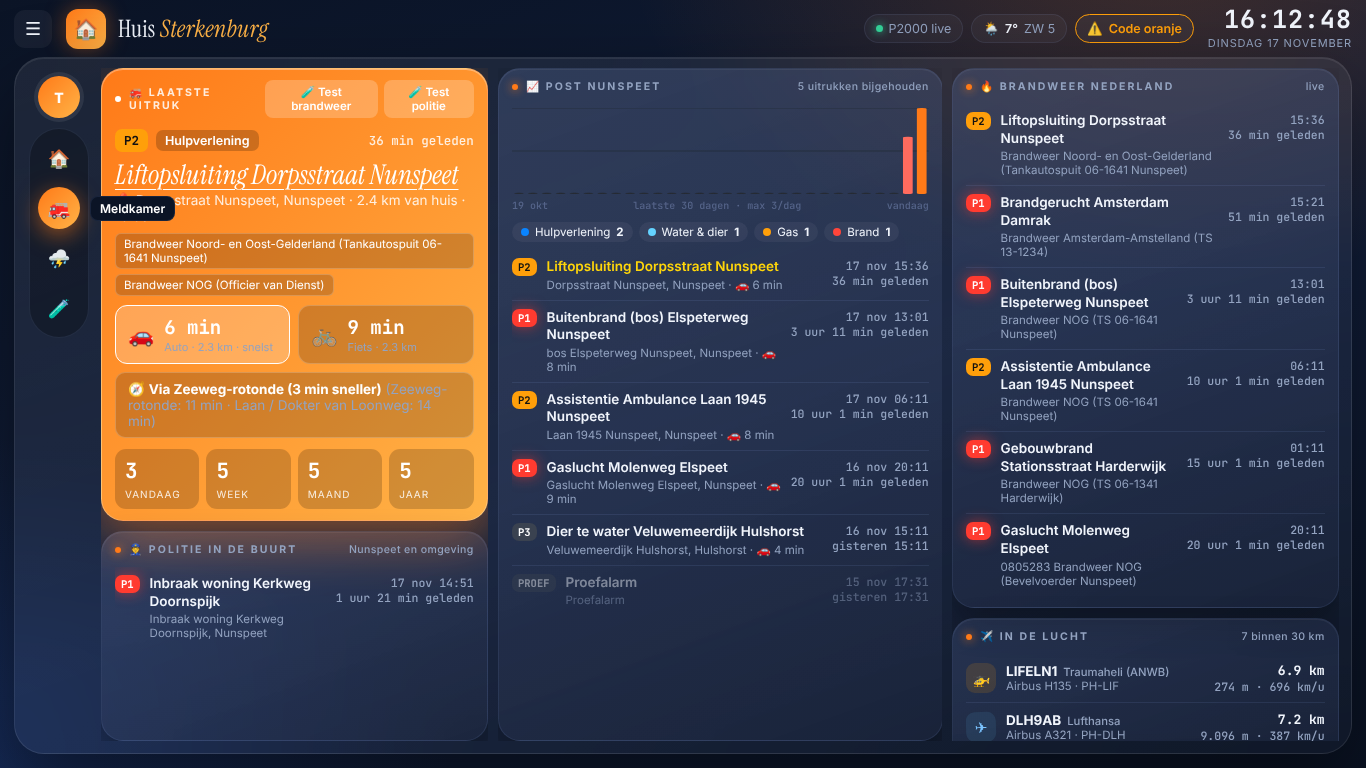 ☰ 🏠 Huis Sterkenburg
P2000 live
7° ZW 5
⚠️ Code oranje
16:12:48
DINSDAG 17 NOVEMBER
T
Meldkamer
LAATSTE UITRUK
Test brandweer
Test politie
P2 Hulpverlening 36 min geleden
Liftopsluiting Dorpsstraat Nunspeet
straat Nunspeet, Nunspeet · 2.4 km van huis ·
Brandweer Noord- en Oost-Gelderland (Tankautospuit 06-
1641 Nunspeet)
Brandweer NOG (Officier van Dienst)
6 min
Auto · 2.3 km · snelst
9 min
Fiets · 2.3 km
Via Zeeweg-rotonde (3 min sneller) (Zeeweg-
rotonde: 11 min · Laan / Dokter van Loonweg: 14
min)
3 VANDAAG
5 WEEK
5 MAAND
5 JAAR
POLITIE IN DE BUURT
Nunspeet en omgeving
P1 Inbraak woning Kerkweg 17 nov 14:51
Doornspijk 1 uur 21 min geleden
Inbraak woning Kerkweg
Doornspijk, Nunspeet
POST NUNSPEET
5 uitrukken bijgehouden
19 okt laatste 30 dagen · max 3/dag vandaag
Hulpverlening 2 Water & dier 1 Gas 1 Brand 1
P2 Liftopsluiting Dorpsstraat Nunspeet 17 nov 15:36
Dorpsstraat Nunspeet, Nunspeet · 🚗 6 min 36 min geleden
P1 Buitenbrand (bos) Elspeterweg 17 nov 13:01
Nunspeet 3 uur 11 min geleden
bos Elspeterweg Nunspeet, Nunspeet · 🚗
8 min
P2 Assistentie Ambulance Laan 1945 17 nov 06:11
Nunspeet 10 uur 1 min geleden
Laan 1945 Nunspeet, Nunspeet · 🚗 8 min
P1 Gaslucht Molenweg Elspeet 16 nov 20:11
Gaslucht Molenweg Elspeet, Nunspeet · 🚗 20 uur 1 min geleden
9 min
P3 Dier te water Veluwemeerdijk Hulshorst 16 nov 15:11
Veluwemeerdijk Hulshorst, Hulshorst · 🚗 4 min gisteren 15:11
PROEF Proefalarm 15 nov 17:31
Proefalarm gisteren 17:31
BRANDWEER NEDERLAND
live
P2 Liftopsluiting Dorpsstraat 15:36
Nunspeet 36 min geleden
Brandweer Noord- en Oost-Gelderland
(Tankautospuit 06-1641 Nunspeet)
P1 Brandgerucht Amsterdam 15:21
Damrak 51 min geleden
Brandweer Amsterdam-Amstelland (TS
13-1234)
P1 Buitenbrand (bos) 13:01
Elspeterweg Nunspeet 3 uur 11 min geleden
Brandweer NOG (TS 06-1641
Nunspeet)
P2 Assistentie Ambulance 06:11
Laan 1945 Nunspeet 10 uur 1 min geleden
Brandweer NOG (TS 06-1641
Nunspeet)
P1 Gebouwbrand 01:11
Stationsstraat Harderwijk 15 uur 1 min geleden
Brandweer NOG (TS 06-1341
Harderwijk)
P1 Gaslucht Molenweg 20:11
Elspeet 20 uur 1 min geleden
0805283 Brandweer NOG
(Bevelvoerder Nunspeet)
IN DE LUCHT
7 binnen 30 km
LIFELN1 Traumaheli (ANWB) 6.9 km
Airbus H135 · PH-LIF 274 m · 696 km/u
DLH9AB Lufthansa 7.2 km
Airbus A321 · PH-DLH 9.096 m · 387 km/u